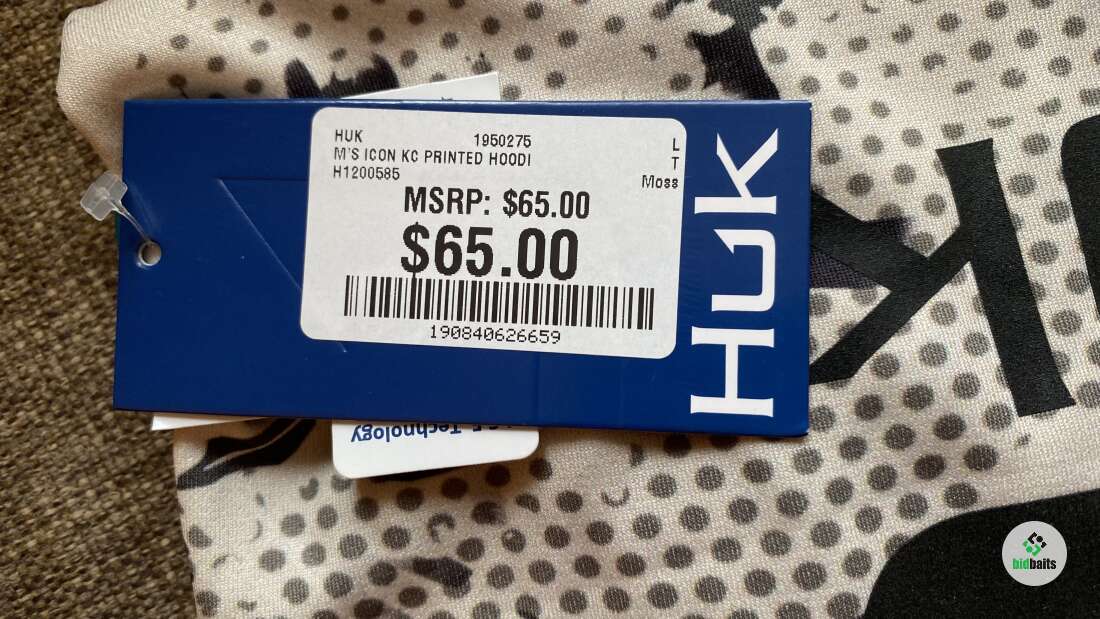 HUK 1950275 L
M'S ICON KC PRINTED HOODI T
H1200585 Moss
MSRP: $65.00
$65.00
190840626659
HUK
Technology
bidbaits